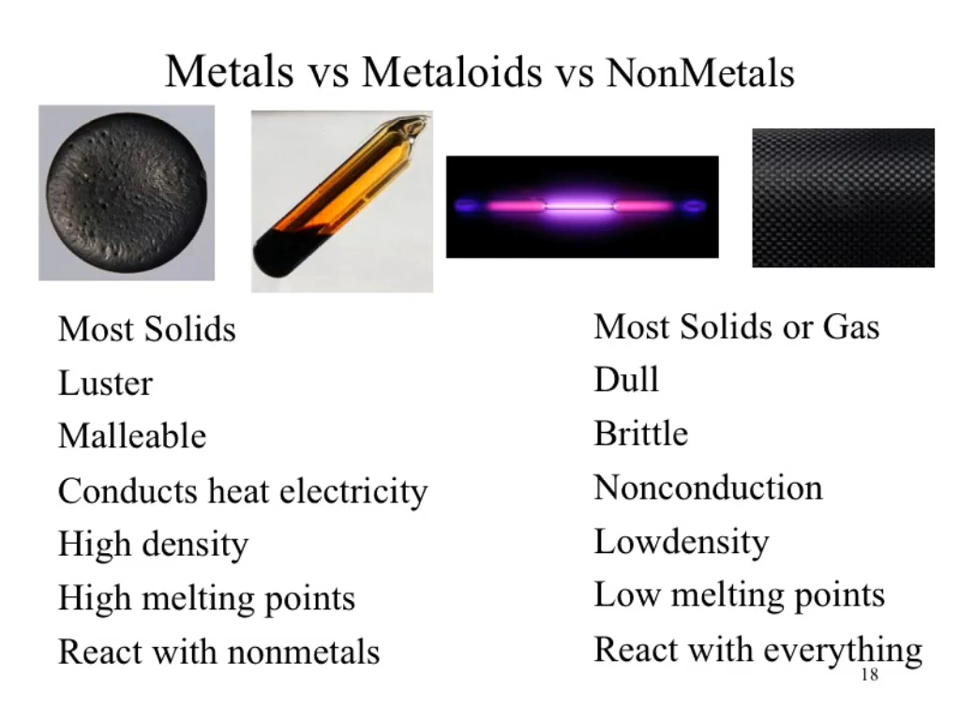 Metals vs Metaloids vs NonMetals
Most Solids
Luster
Malleable
Conducts heat electricity
High density
High melting points
React with nonmetals
Most Solids or Gas
Dull
Brittle
Nonconduction
Lowdensity
Low melting points
React with everything
18